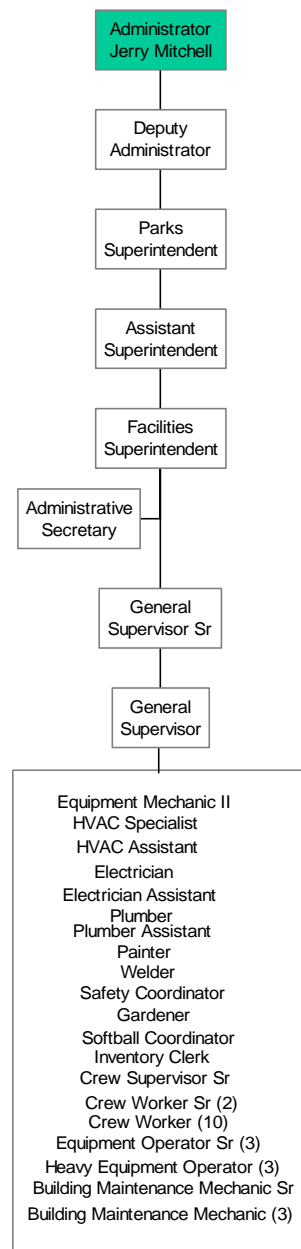 Administrator
Jerry Mitchell
Deputy
Administrator
Parks
Superintendent
Assistant
Superintendent
Facilities
Superintendent
Administrative
Secretary
General
Supervisor Sr
General
Supervisor
Equipment Mechanic II
HVAC Specialist
HVAC Assistant
Electrician
Electrician Assistant
Plumber
Plumber Assistant
Painter
Welder
Safety Coordinator
Gardener
Softball Coordinator
Inventory Clerk
Crew Supervisor Sr
Crew Worker Sr (2)
Crew Worker (10)
Equipment Operator Sr (3)
Heavy Equipment Operator (3)
Building Maintenance Mechanic Sr
Building Maintenance Mechanic (3)